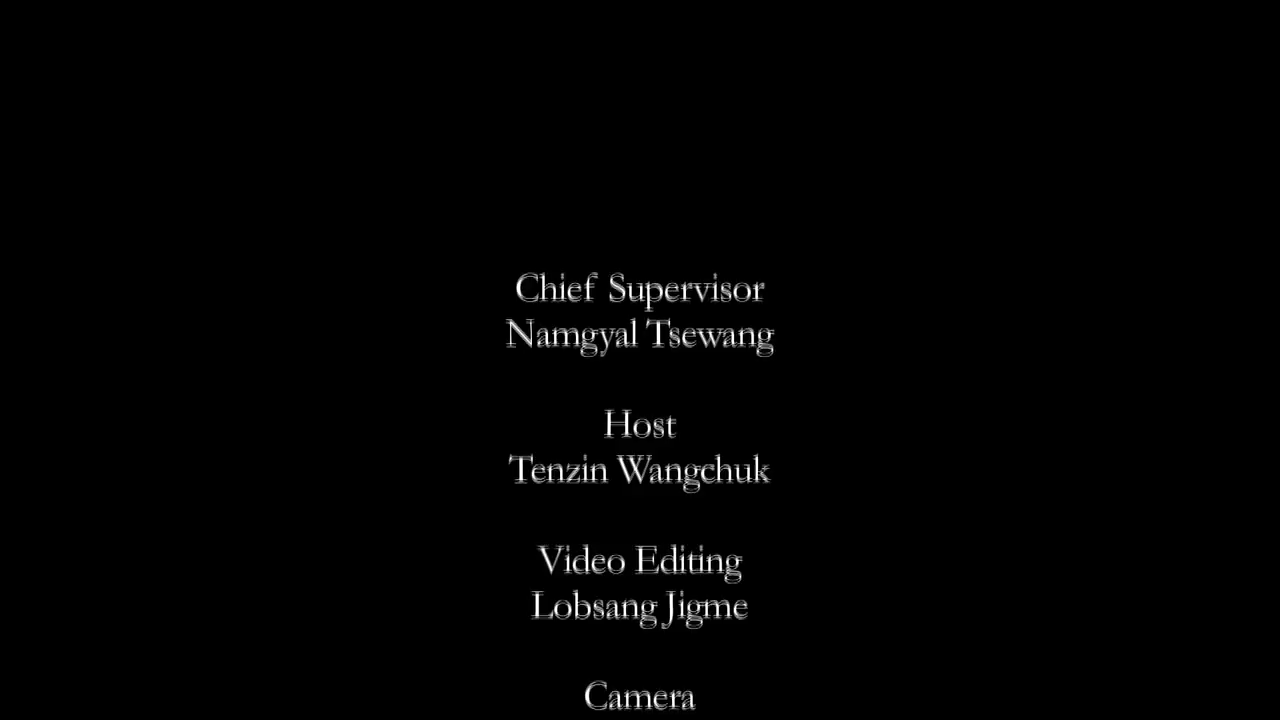 Chief Supervisor
Namgyal Tsewang
Host
Tenzin Wangchuk
Video Editing
Lobsang Jigme
Camera